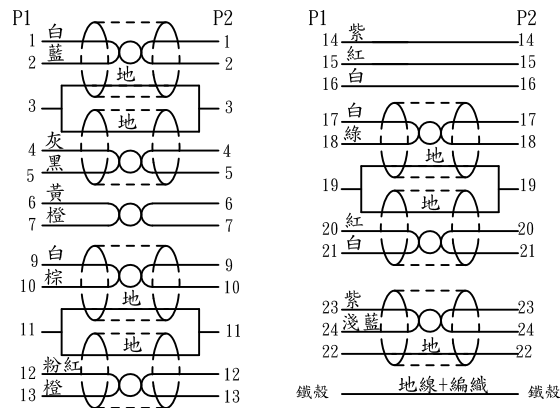 P1 P2
白
1 1
藍
2 2
地
3 3
地
灰
4 4
黑
5 5
黃
6 6
橙
7 7
白
9 9
棕
10 10
地
11 11
地
粉紅
12 12
橙
13 13
P1 P2
紫
14 14
紅
15 15
白
16 16
白
17 17
綠
18 18
地
19 19
地
紅
20 20
白
21 21
紫
23 23
淺藍
24 24
地
22 22
鐵殼 地線+編織 鐵殼